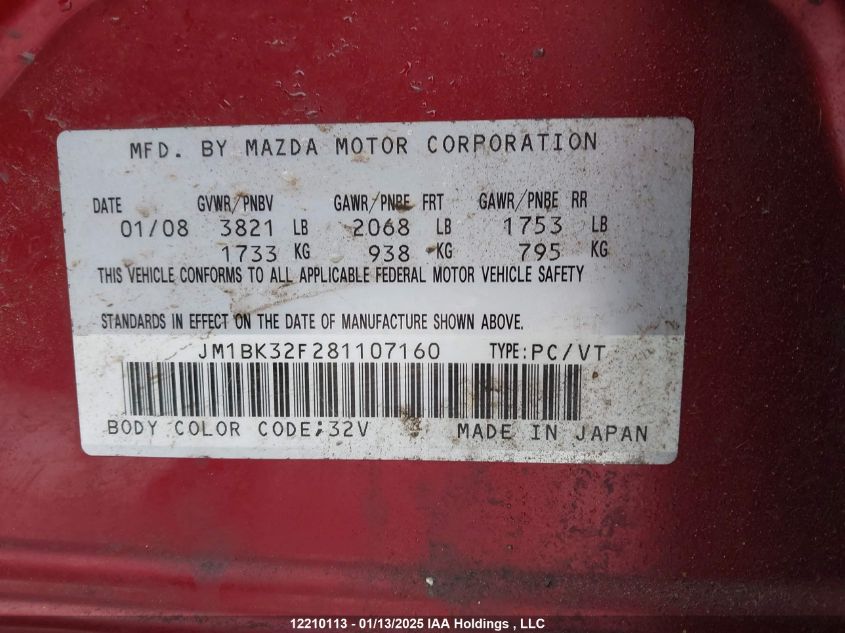 MFD. BY MAZDA MOTOR CORPORATION
DATE GVWR/PNBV GAWR/PNBE FRT GAWR/PNBE RR
01/08 3821 LB 2068 LB 1753 LB
1733 KG 938 KG 795 KG
THIS VEHICLE CONFORMS TO ALL APPLICABLE FEDERAL MOTOR VEHICLE SAFETY
STANDARDS IN EFFECT ON THE DATE OF MANUFACTURE SHOWN ABOVE.
JM1BK32F281107160 TYPE:PC/VT
BODY COLOR CODE;32V MADE IN JAPAN
12210113 - 01/13/2025 IAA Holdings , LLC